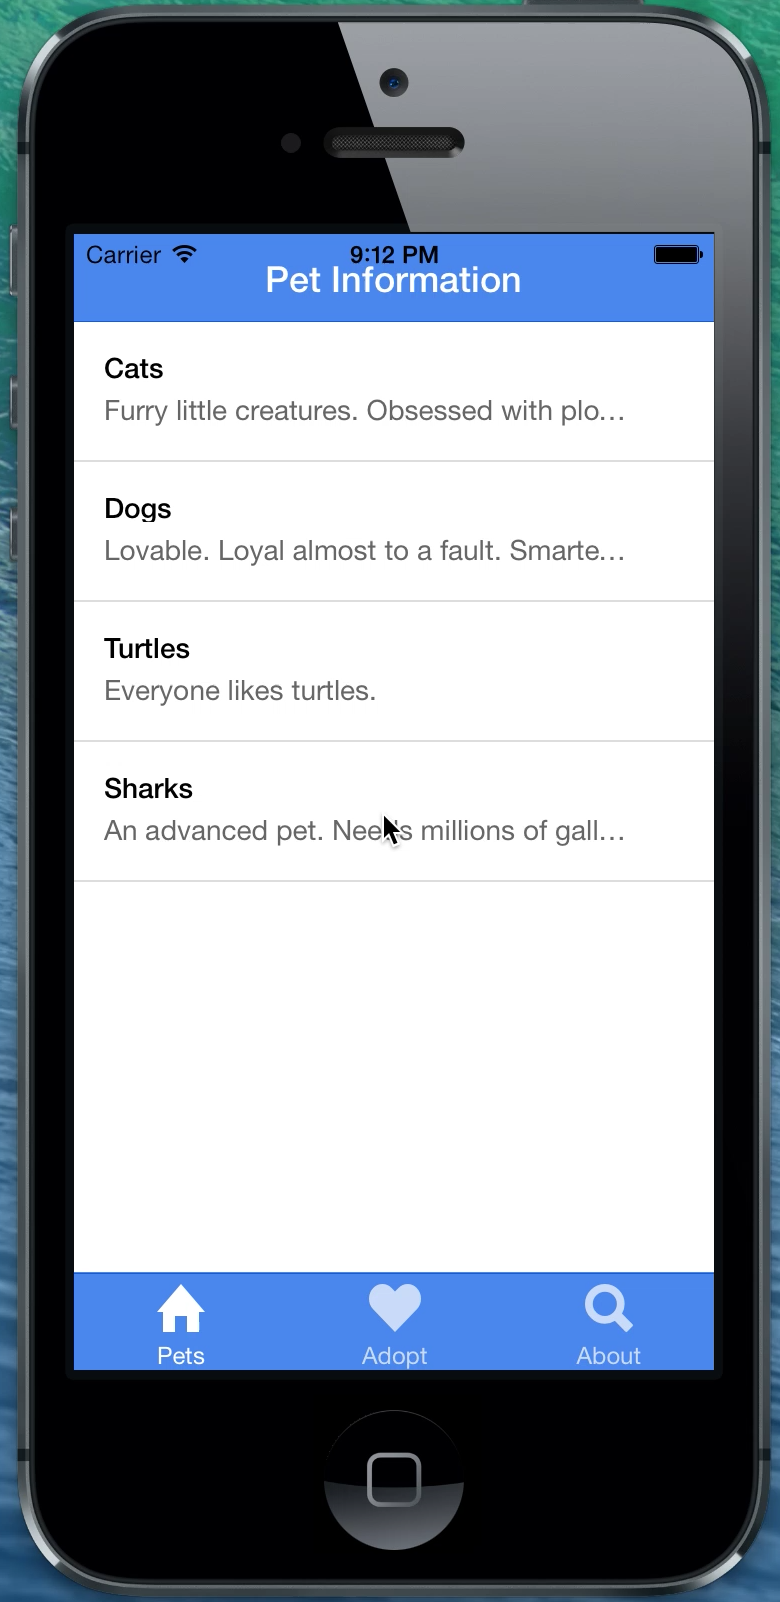 Carrier 9:12 PM
Pet Information
Cats
Furry little creatures. Obsessed with plo...
Dogs
Lovable. Loyal almost to a fault. Smarte...
Turtles
Everyone likes turtles.
Sharks
An advanced pet. Needs millions of gall...
Pets Adopt About